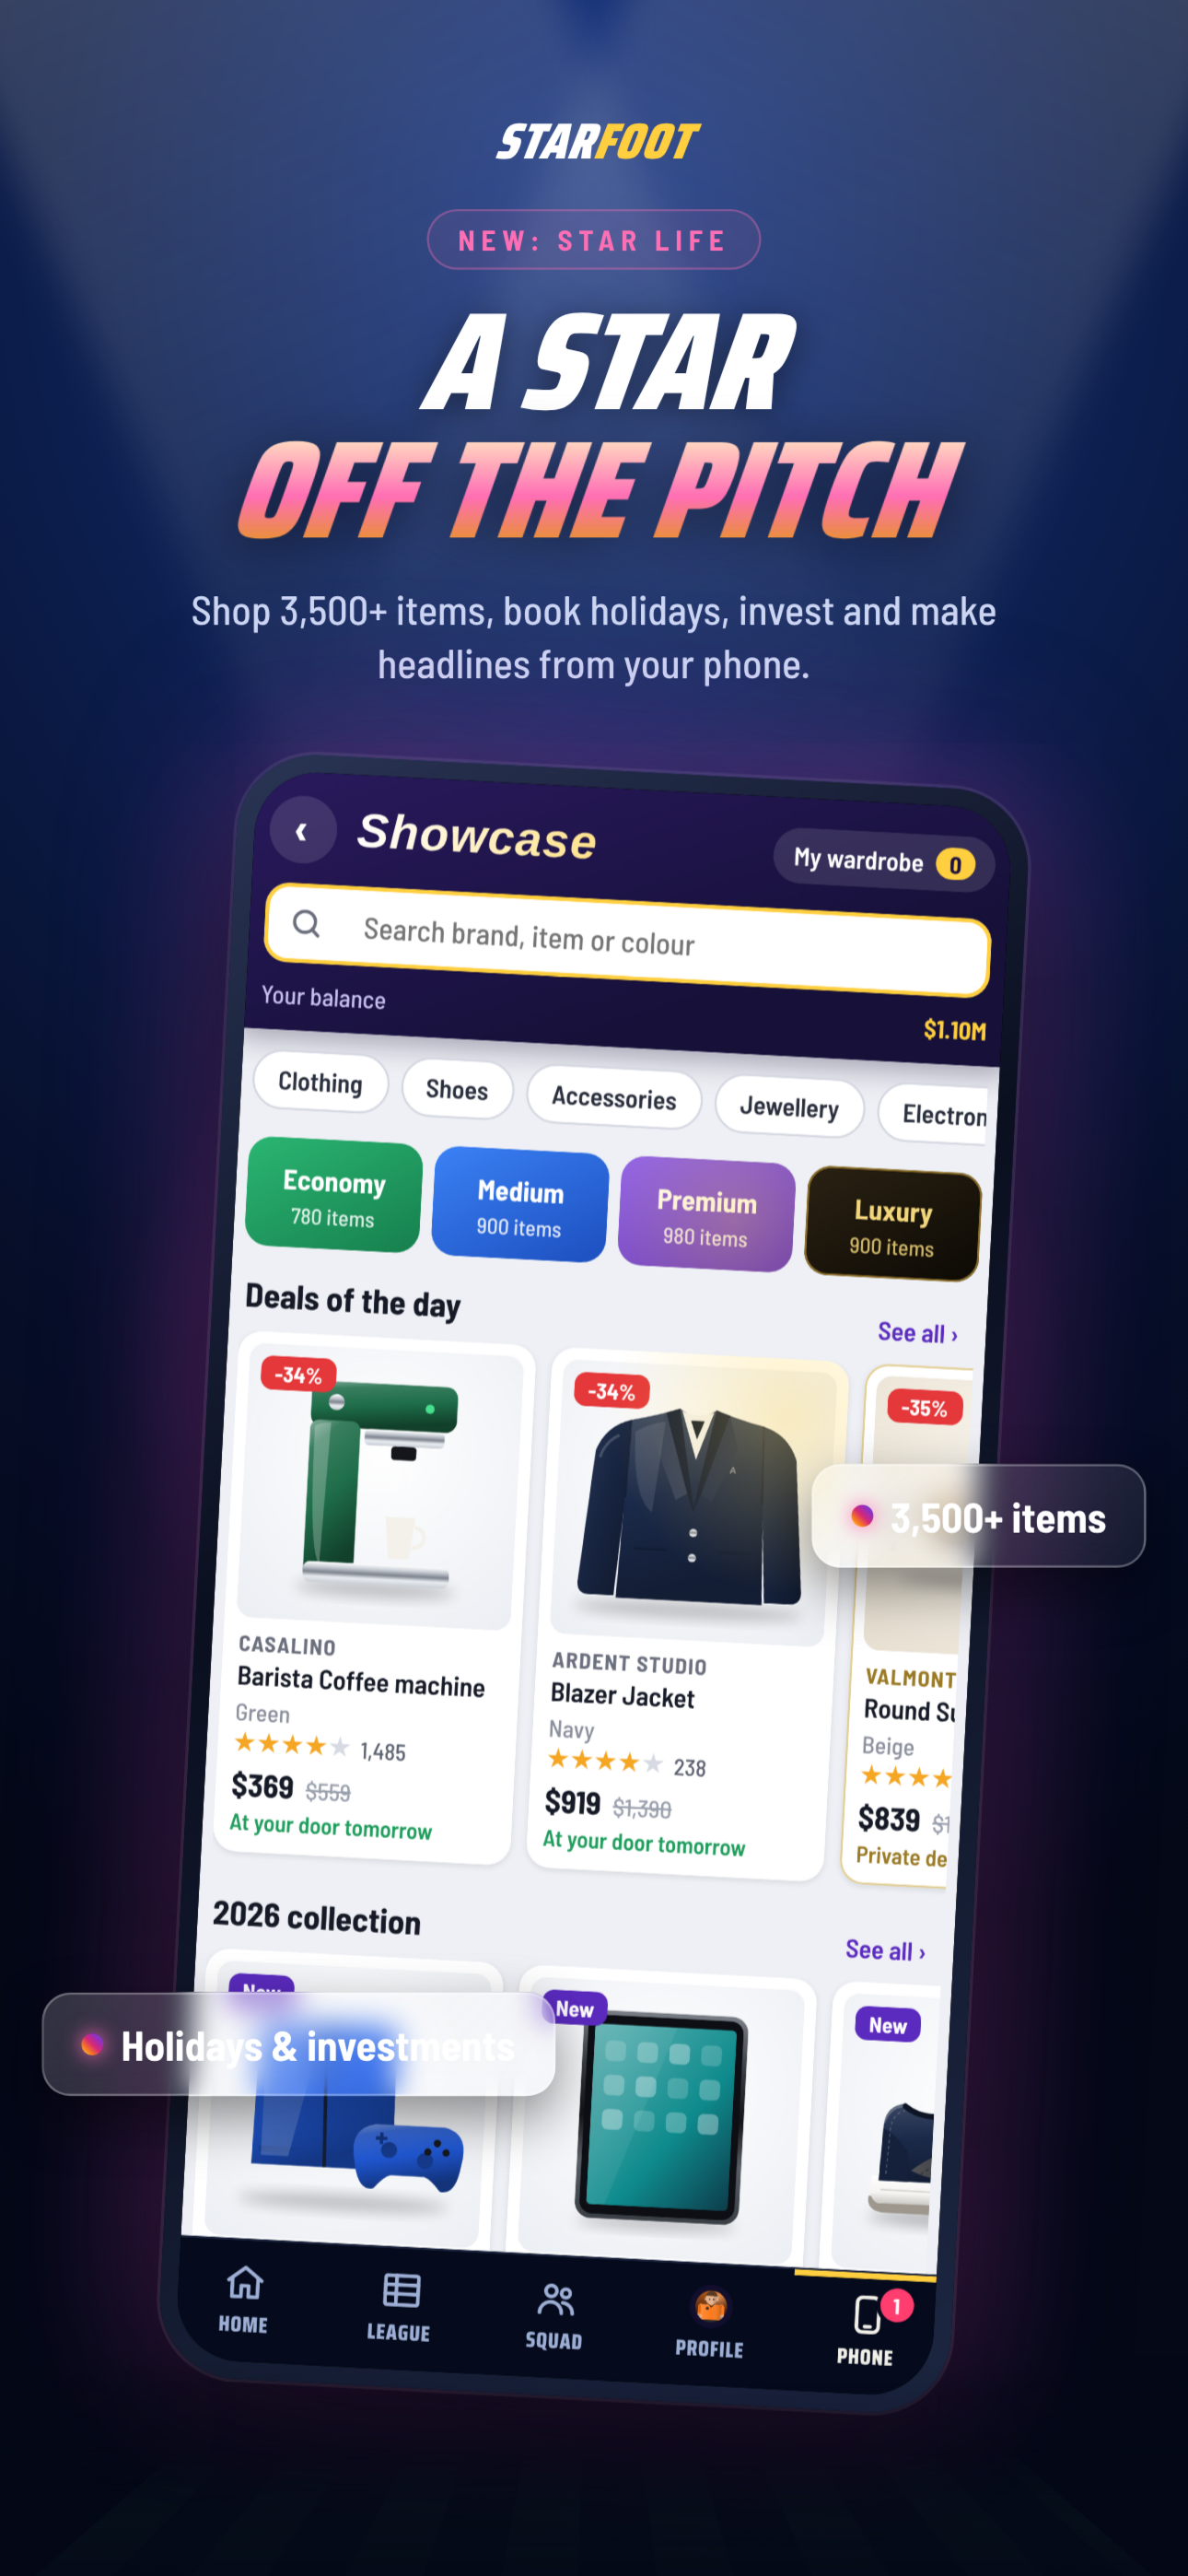 STARFOOT
NEW: STAR LIFE
A STAR
OFF THE PITCH
Shop 3,500+ items, book holidays, invest and make
headlines from your phone.
‹ Showcase
My wardrobe 0
Search brand, item or colour
Your balance
$1.10M
Clothing
Shoes
Accessories
Jewellery
Electron
Economy
780 items
Medium
900 items
Premium
980 items
Luxury
900 items
Deals of the day
See all ›
-34%
-34%
-35%
3,500+ items
CASALINO
Barista Coffee machine
Green
★★★★★ 1,485
$369 $559
At your door tomorrow
ARDENT STUDIO
Blazer Jacket
Navy
★★★★★ 238
$919 $1,390
At your door tomorrow
VALMONT
Round Su
Beige
★★★★
$839 $1
Private de
2026 collection
See all ›
New
New
New
Holidays & investments
HOME
LEAGUE
SQUAD
PROFILE
PHONE
1